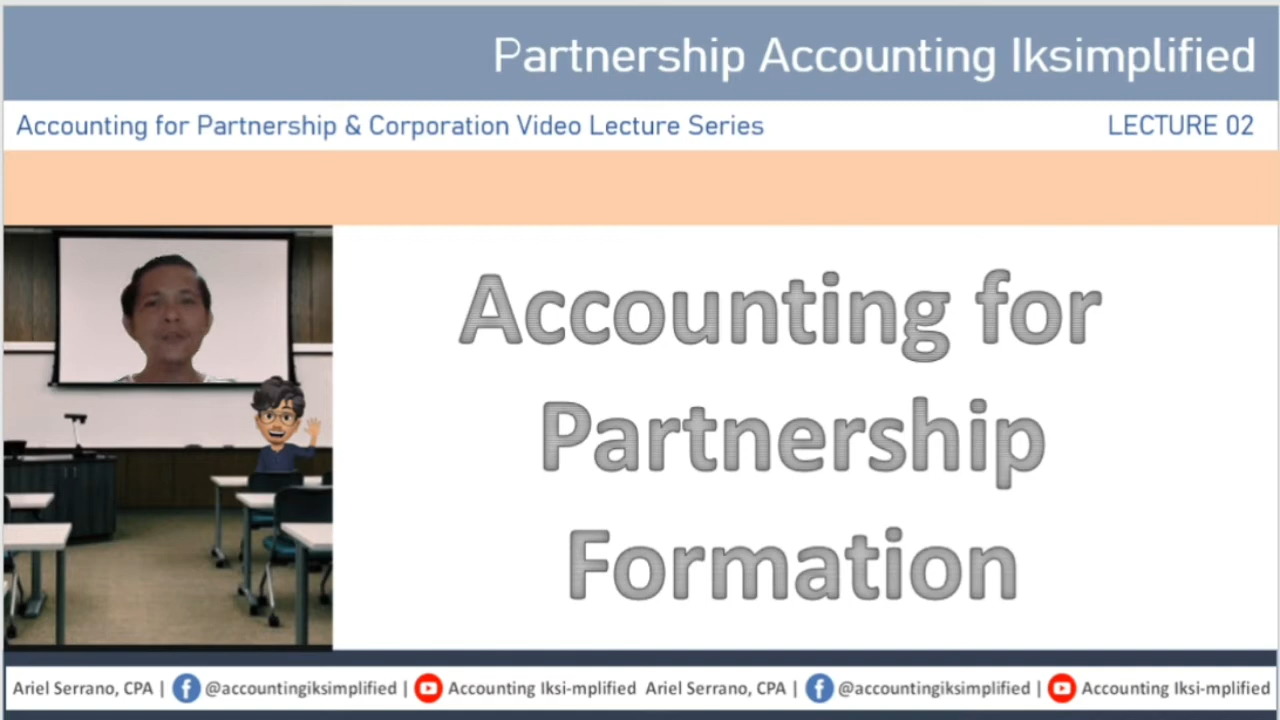 Partnership Accounting Iksimplified
Accounting for Partnership & Corporation Video Lecture Series LECTURE 02
Accounting for
Partnership
Formation
Ariel Serrano, CPA | @accountingiksimplified | Accounting Iksi-mplified Ariel Serrano, CPA | @accountingiksimplified | Accounting Iksi-mplified